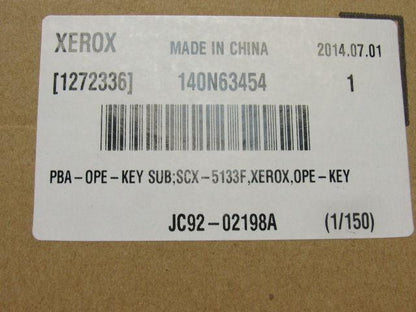 XEROX MADE IN CHINA 2014.07.01
[1272336] 140N63454 1
PBA-OPE-KEY SUB;SCX-5133F,XEROX,OPE-KEY
JC92-02198A (1/150)